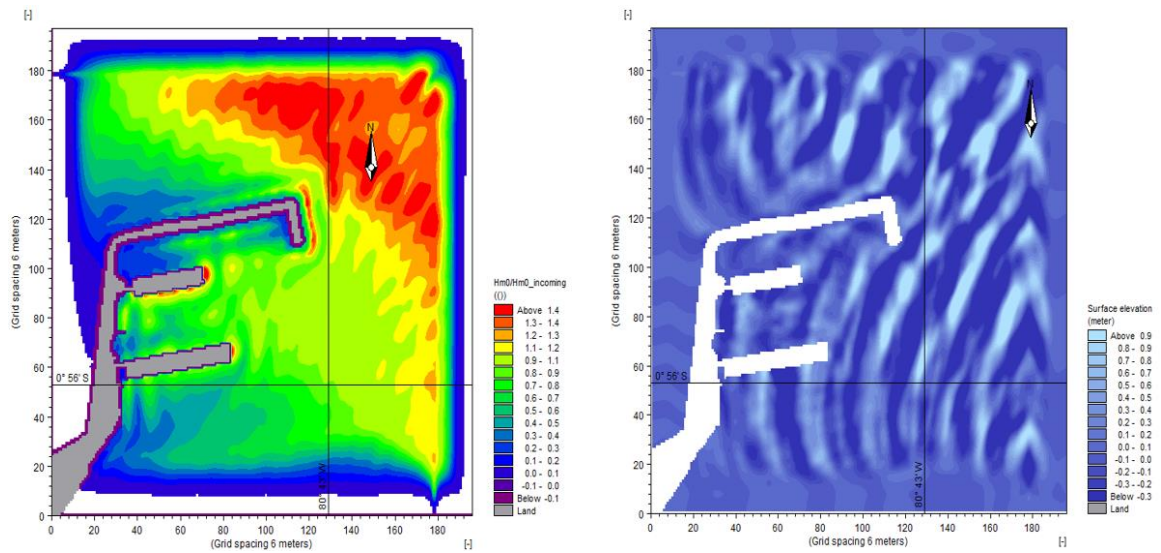 [-]
180
160
140
120
100
80
60
40
20
0
(Grid spacing 6 meters)
N
0° 56' S
80° 43' W
0 20 40 60 80 100 120 140 160 180
(Grid spacing 6 meters)
[-]
Hm0/Hm0_incoming
(())
Above 1.4
1.3 - 1.4
1.2 - 1.3
1.1 - 1.2
1.0 - 1.1
0.9 - 1.0
0.8 - 0.9
0.7 - 0.8
0.6 - 0.7
0.5 - 0.6
0.4 - 0.5
0.3 - 0.4
0.2 - 0.3
0.1 - 0.2
0.0 - 0.1
-0.1 - 0.0
Below -0.1
Land
[-]
180
160
140
120
100
80
60
40
20
0
(Grid spacing 6 meters)
N
0° 56' S
80° 43' W
0 20 40 60 80 100 120 140 160 180
(Grid spacing 6 meters)
[-]
Surface elevation
(meter)
Above 0.9
0.8 - 0.9
0.7 - 0.8
0.6 - 0.7
0.5 - 0.6
0.4 - 0.5
0.3 - 0.4
0.2 - 0.3
0.1 - 0.2
0.0 - 0.1
-0.1 - 0.0
-0.2 - -0.1
-0.3 - -0.2
Below -0.3
Land